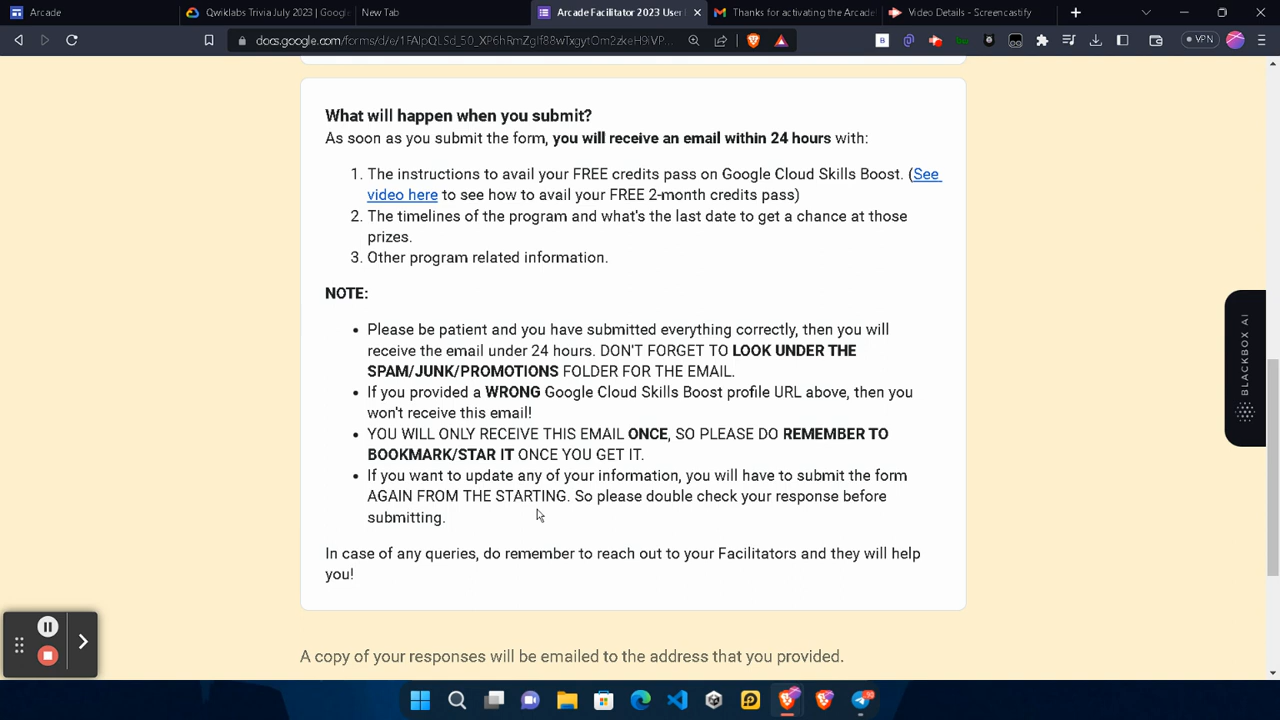 Arcade
Qwiklabs Trivia July 2023 | Google
New Tab
Arcade Facilitator 2023 User
Thanks for activating the Arcade
Video Details - Screencastify
VPN
What will happen when you submit?
As soon as you submit the form, you will receive an email within 24 hours with:
1. The instructions to avail your FREE credits pass on Google Cloud Skills Boost. (See
video here to see how to avail your FREE 2-month credits pass)
2. The timelines of the program and what's the last date to get a chance at those
prizes.
3. Other program related information.
NOTE:
• Please be patient and you have submitted everything correctly, then you will
receive the email under 24 hours. DON'T FORGET TO LOOK UNDER THE
SPAM/JUNK/PROMOTIONS FOLDER FOR THE EMAIL.
• If you provided a WRONG Google Cloud Skills Boost profile URL above, then you
won't receive this email!
• YOU WILL ONLY RECEIVE THIS EMAIL ONCE, SO PLEASE DO REMEMBER TO
BOOKMARK/STAR IT ONCE YOU GET IT.
• If you want to update any of your information, you will have to submit the form
AGAIN FROM THE STARTING. So please double check your response before
submitting.
In case of any queries, do remember to reach out to your Facilitators and they will help
you!
BLACKBOX AI
A copy of your responses will be emailed to the address that you provided.